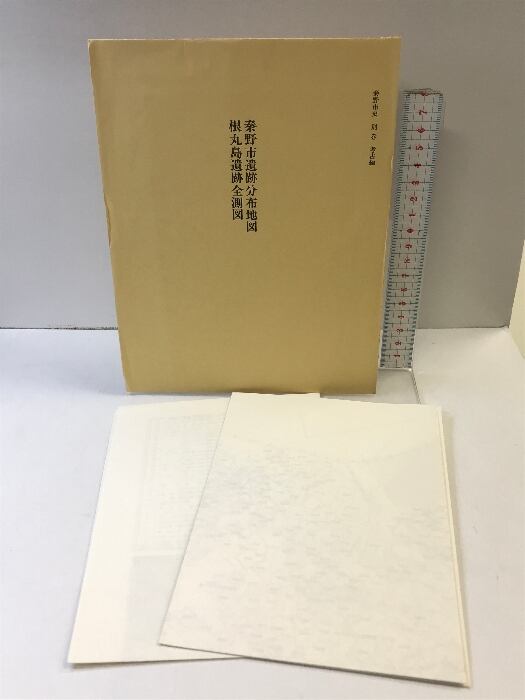 秦野市史 別巻 考古編
秦野市遺跡分布地図
根丸島遺跡全測図